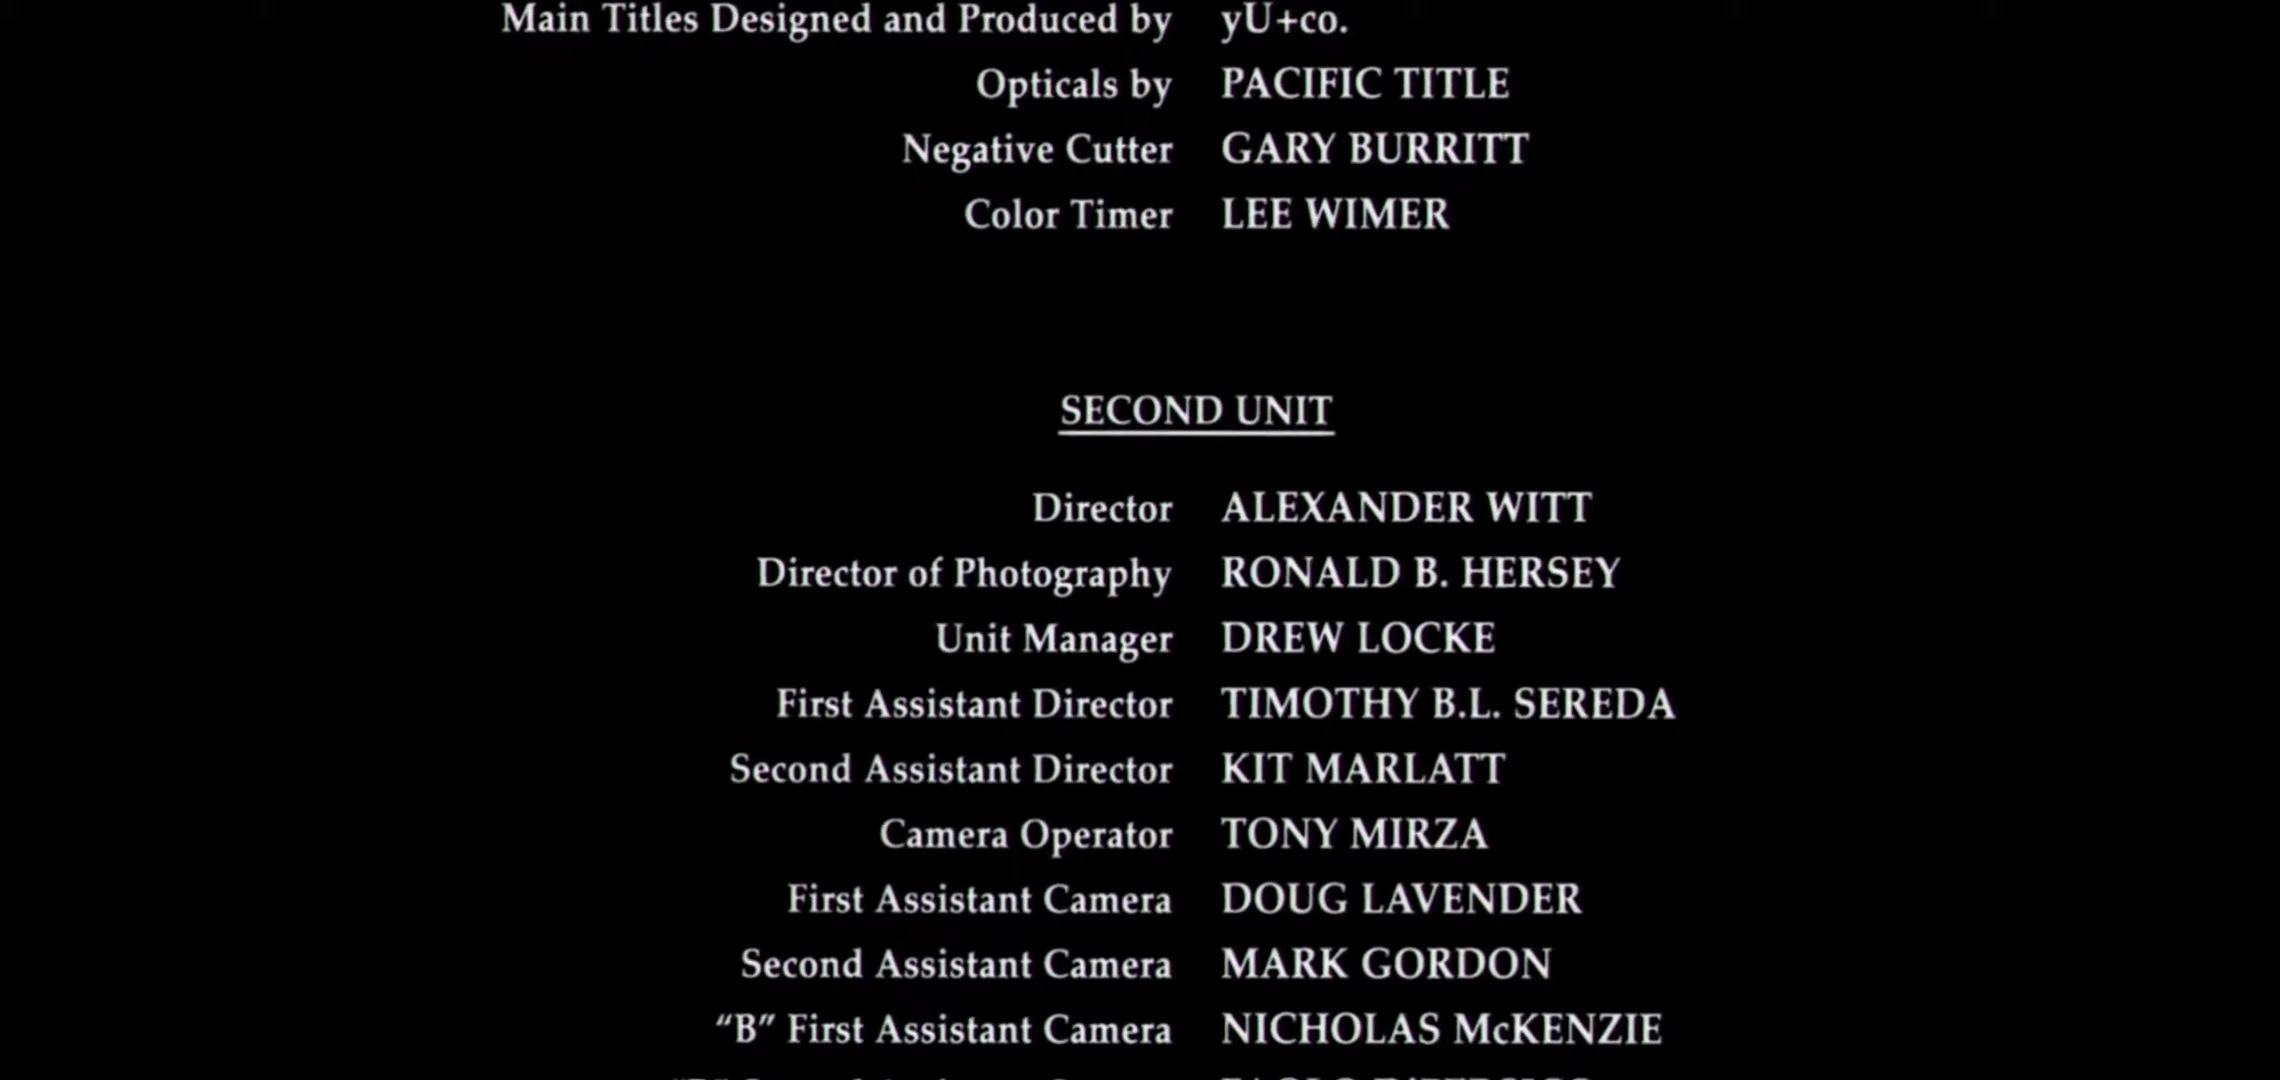 Main Titles Designed and Produced by yU+co.
Opticals by PACIFIC TITLE
Negative Cutter GARY BURRITT
Color Timer LEE WIMER
SECOND UNIT
Director ALEXANDER WITT
Director of Photography RONALD B. HERSEY
Unit Manager DREW LOCKE
First Assistant Director TIMOTHY B.L. SEREDA
Second Assistant Director KIT MARLATT
Camera Operator TONY MIRZA
First Assistant Camera DOUG LAVENDER
Second Assistant Camera MARK GORDON
“B” First Assistant Camera NICHOLAS McKENZIE